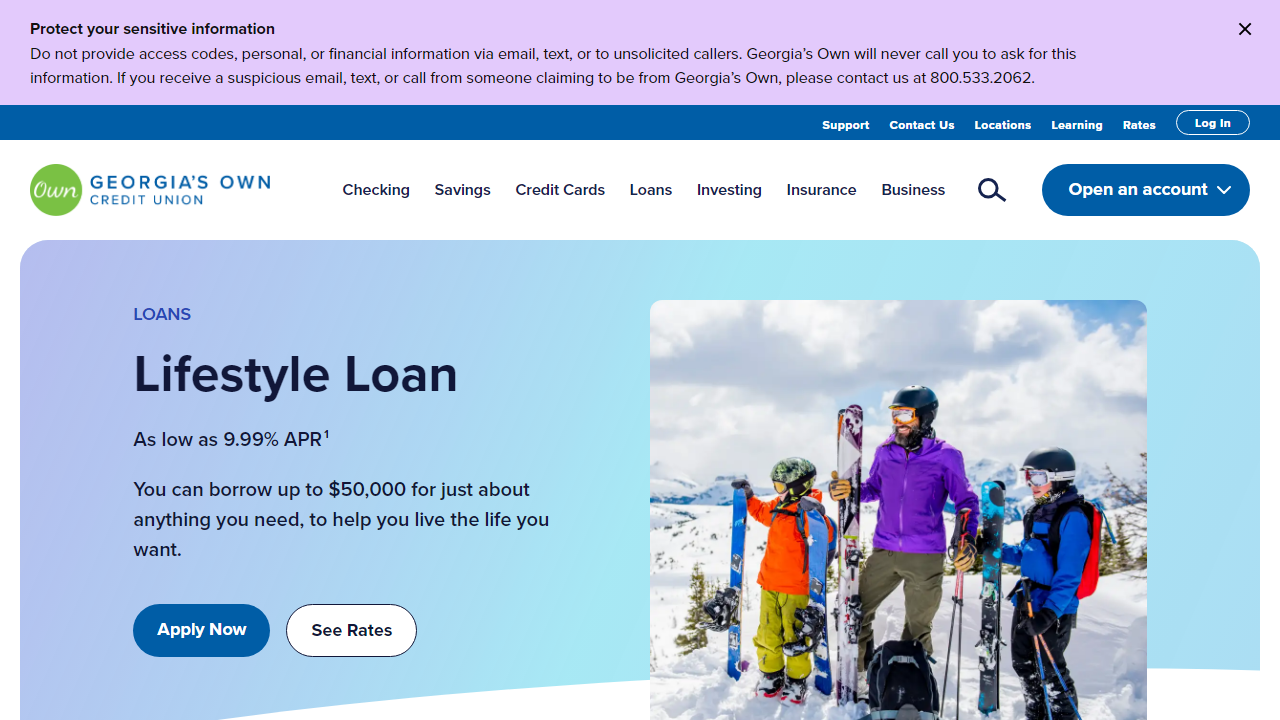 Protect your sensitive information
Do not provide access codes, personal, or financial information via email, text, or to unsolicited callers. Georgia’s Own will never call you to ask for this
information. If you receive a suspicious email, text, or call from someone claiming to be from Georgia’s Own, please contact us at 800.533.2062.
Support Contact Us Locations Learning Rates Log In
Own GEORGIA’S OWN
CREDIT UNION
Checking Savings Credit Cards Loans Investing Insurance Business Open an account
LOANS
Lifestyle Loan
As low as 9.99% APR¹
You can borrow up to $50,000 for just about
anything you need, to help you live the life you
want.
Apply Now See Rates